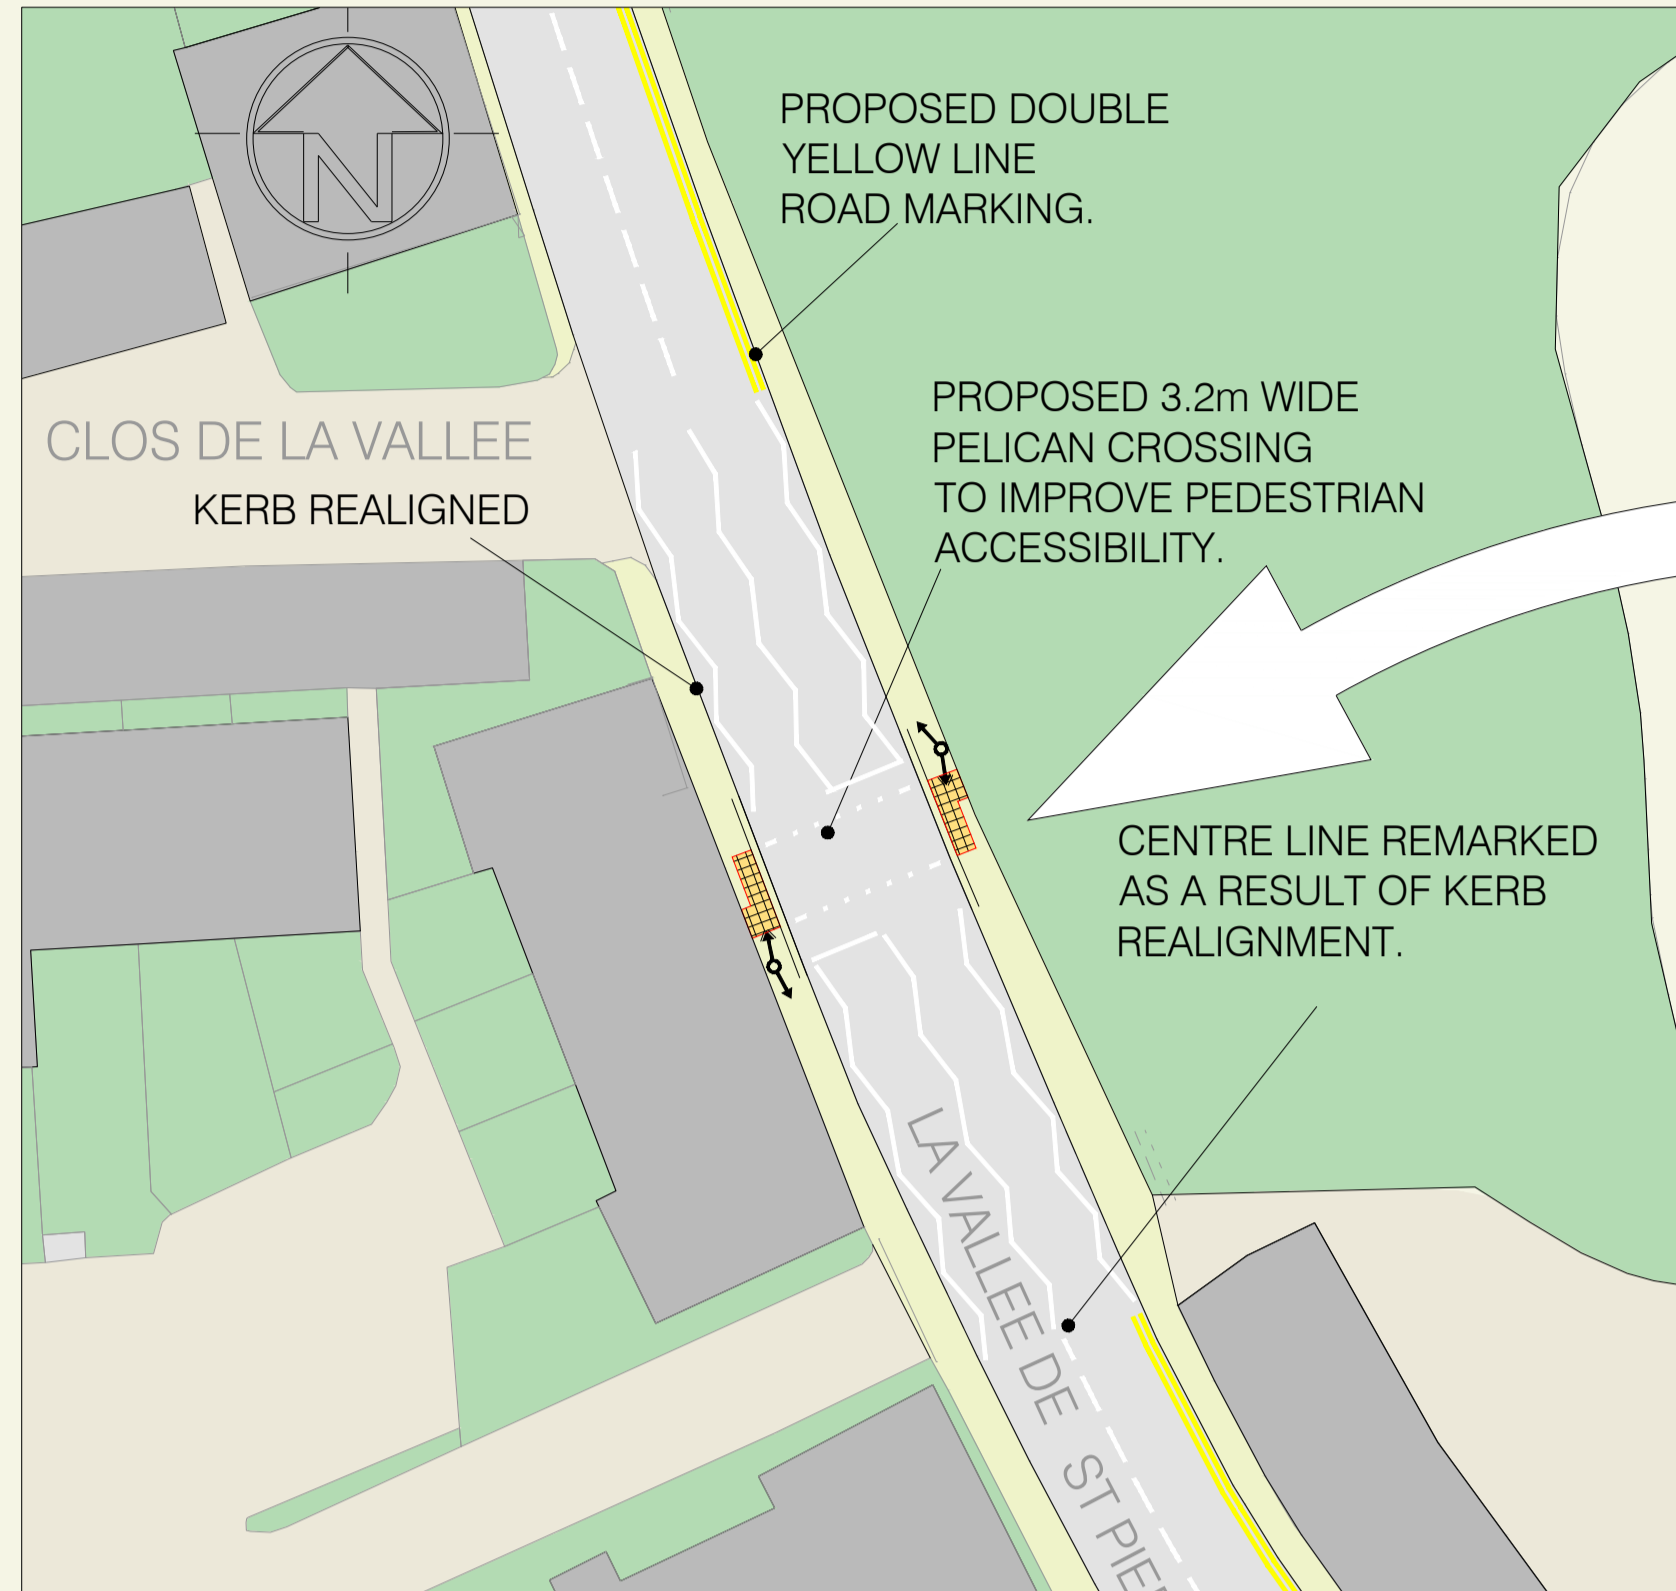 N
PROPOSED DOUBLE
YELLOW LINE
ROAD MARKING.
PROPOSED 3.2m WIDE
PELICAN CROSSING
TO IMPROVE PEDESTRIAN
ACCESSIBILITY.
CLOS DE LA VALLEE
KERB REALIGNED
CENTRE LINE REMARKED
AS A RESULT OF KERB
REALIGNMENT.
LA VALLEE DE ST